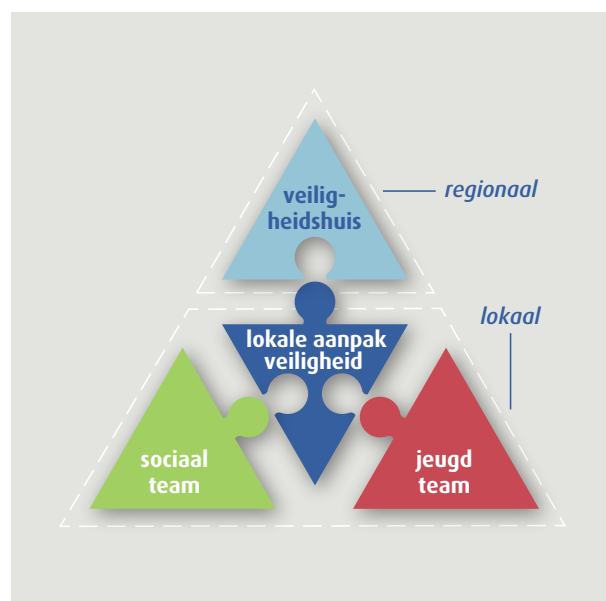 veilig-
heidshuis
regionaal
lokaal
lokale aanpak
veiligheid
sociaal
team
jeugd
team